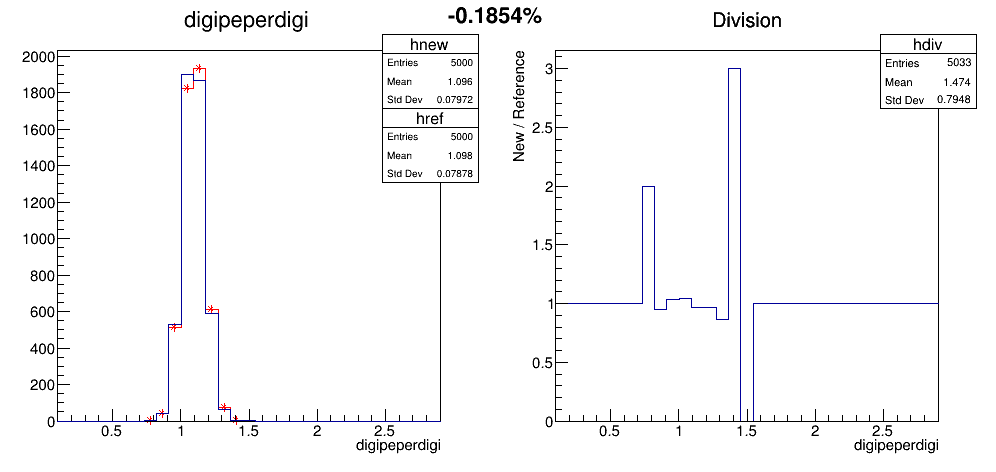 -0.1854%
digipeperdigi
hnew
Entries 5000
Mean 1.096
Std Dev 0.07972
href
Entries 5000
Mean 1.098
Std Dev 0.07878
2000
1800
1600
1400
1200
1000
800
600
400
200
0
0.5 1 1.5 2 2.5
digipeperdigi
Division
hdiv
Entries 5033
Mean 1.474
Std Dev 0.7948
New / Reference
3
2.5
2
1.5
1
0.5
0
0.5 1 1.5 2 2.5
digipeperdigi